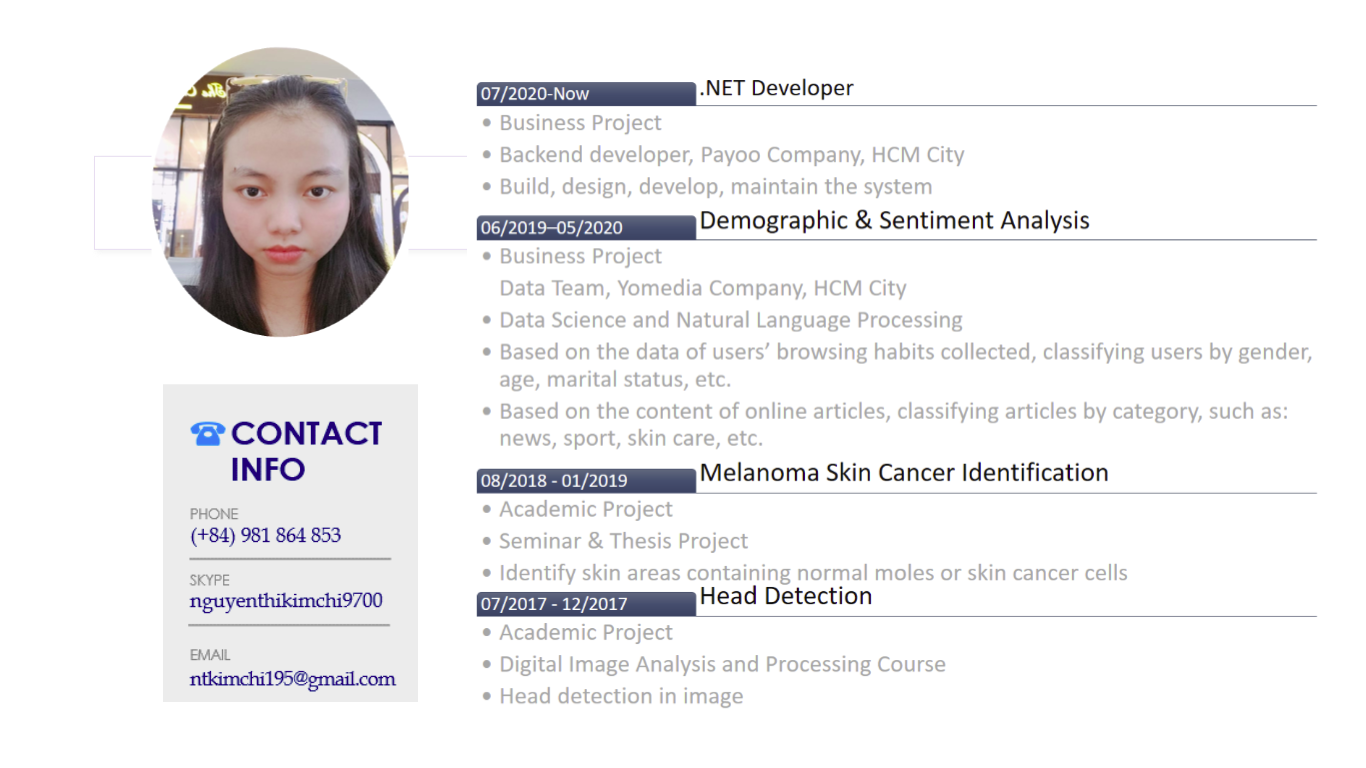 07/2020-Now
.NET Developer
• Business Project
• Backend developer, Payoo Company, HCM City
• Build, design, develop, maintain the system
06/2019–05/2020
Demographic & Sentiment Analysis
• Business Project
Data Team, Yomedia Company, HCM City
• Data Science and Natural Language Processing
• Based on the data of users’ browsing habits collected, classifying users by gender,
age, marital status, etc.
• Based on the content of online articles, classifying articles by category, such as:
news, sport, skin care, etc.
08/2018 - 01/2019
Melanoma Skin Cancer Identification
• Academic Project
• Seminar & Thesis Project
• Identify skin areas containing normal moles or skin cancer cells
07/2017 - 12/2017
Head Detection
• Academic Project
• Digital Image Analysis and Processing Course
• Head detection in image
CONTACT
INFO
PHONE
(+84) 981 864 853
SKYPE
nguyenthikimchi9700
EMAIL
ntkimchi195@gmail.com